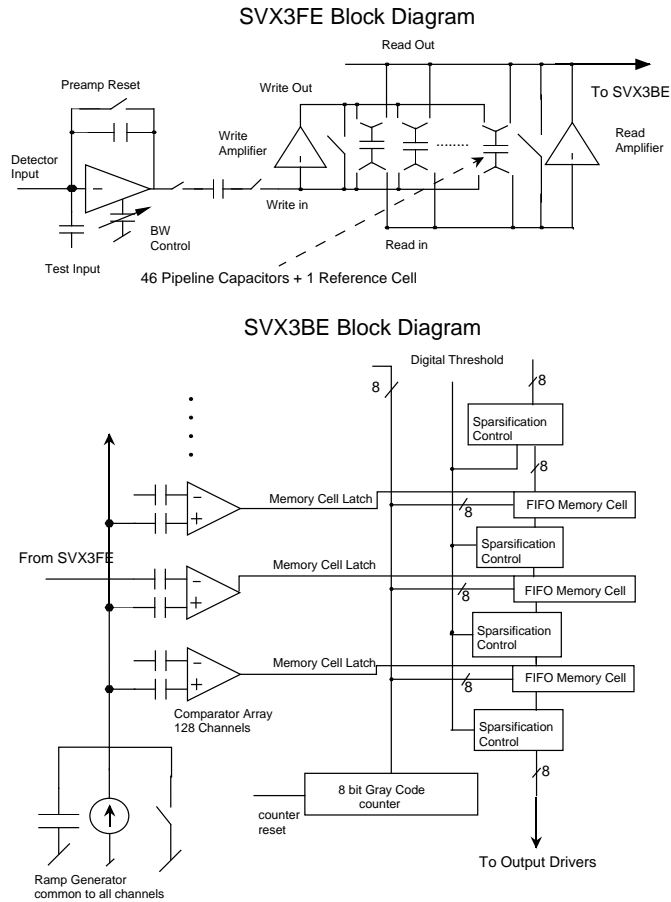 SVX3FE Block Diagram
Read Out
Preamp Reset
To SVX3BE
Write Out
Write
Amplifier
Read
Amplifier
Detector
Input
−
BW
Control
Write in
Read in
Test Input
46 Pipeline Capacitors + 1 Reference Cell
SVX3BE Block Diagram
Digital Threshold
8
8
Sparsification
Control
8
−
+
Memory Cell Latch
8
FIFO Memory Cell
Sparsification
Control
From SVX3FE
−
+
Memory Cell Latch
8
FIFO Memory Cell
Sparsification
Control
−
+
Memory Cell Latch
8
FIFO Memory Cell
Comparator Array
128 Channels
Sparsification
Control
8
8 bit Gray Code
counter
counter
reset
To Output Drivers
Ramp Generator
common to all channels